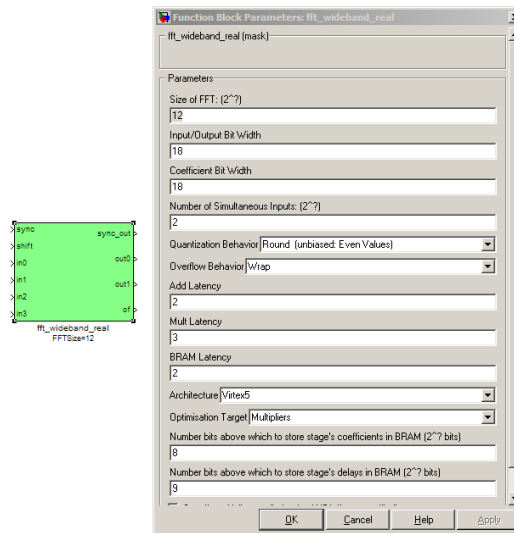 Function Block Parameters: fft_wideband_real
fft_wideband_real (mask)
Parameters
Size of FFT: (2^?)
12
Input/Output Bit Width
18
Coefficient Bit Width
18
Number of Simultaneous Inputs: (2^?)
2
Quantization Behavior Round (unbiased: Even Values)
Overflow Behavior Wrap
Add Latency
2
Mult Latency
3
BRAM Latency
2
Architecture Virtex5
Optimisation Target Multipliers
Number bits above which to store stage's coefficients in BRAM (2^? bits)
8
Number bits above which to store stage's delays in BRAM (2^? bits)
9
OK Cancel Help Apply
sync sync_out
shift
in0 out0
in1 out1
in2
in3 of
fft_wideband_real
FFTSize=12